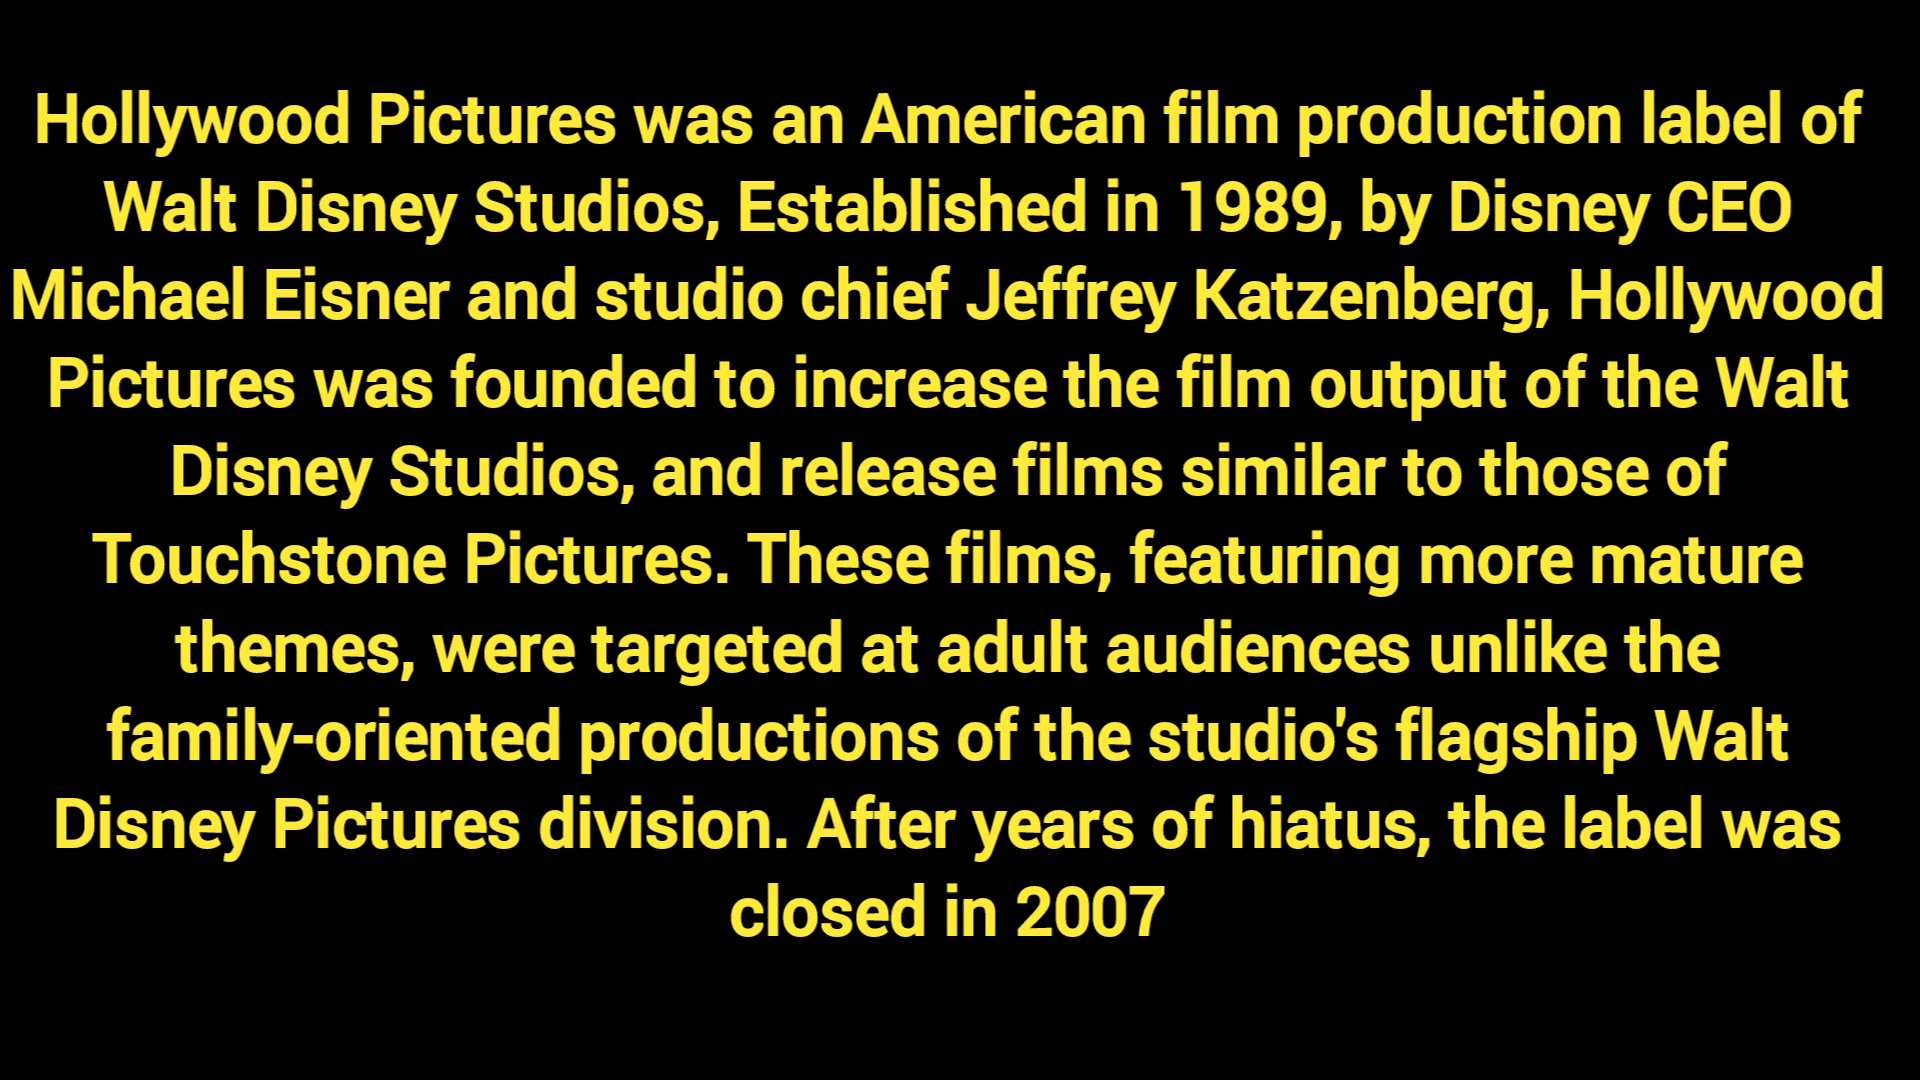 Hollywood Pictures was an American film production label of
Walt Disney Studios, Established in 1989, by Disney CEO
Michael Eisner and studio chief Jeffrey Katzenberg, Hollywood
Pictures was founded to increase the film output of the Walt
Disney Studios, and release films similar to those of
Touchstone Pictures. These films, featuring more mature
themes, were targeted at adult audiences unlike the
family-oriented productions of the studio's flagship Walt
Disney Pictures division. After years of hiatus, the label was
closed in 2007